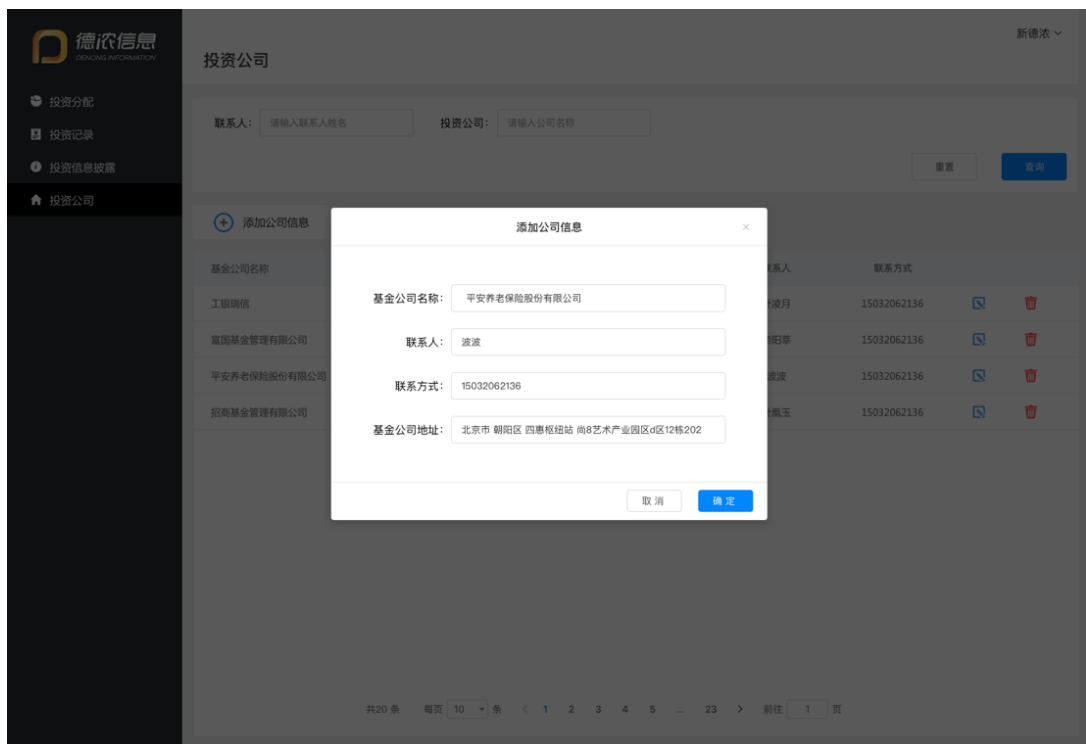 德浓信息
DENONG INFORMATION
新德浓
投资公司
投资分配
投资记录
投资信息披露
投资公司
联系人： 请输入联系人姓名 投资公司： 请输入公司名称
重置 查询
添加公司信息
基金公司名称 联系人 联系方式
工银瑞信 凌月 15032062136
富国基金管理有限公司 15032062136
平安养老保险股份有限公司 波波 15032062136
招商基金管理有限公司 凰玉 15032062136
添加公司信息
基金公司名称： 平安养老保险股份有限公司
联系人： 波波
联系方式： 15032062136
基金公司地址： 北京市 朝阳区 四惠枢纽站 尚8艺术产业园区d区12栋202
取消 确定
共20 条 每页 10 条 < 1 2 3 4 5 ... 23 > 前往 1 页